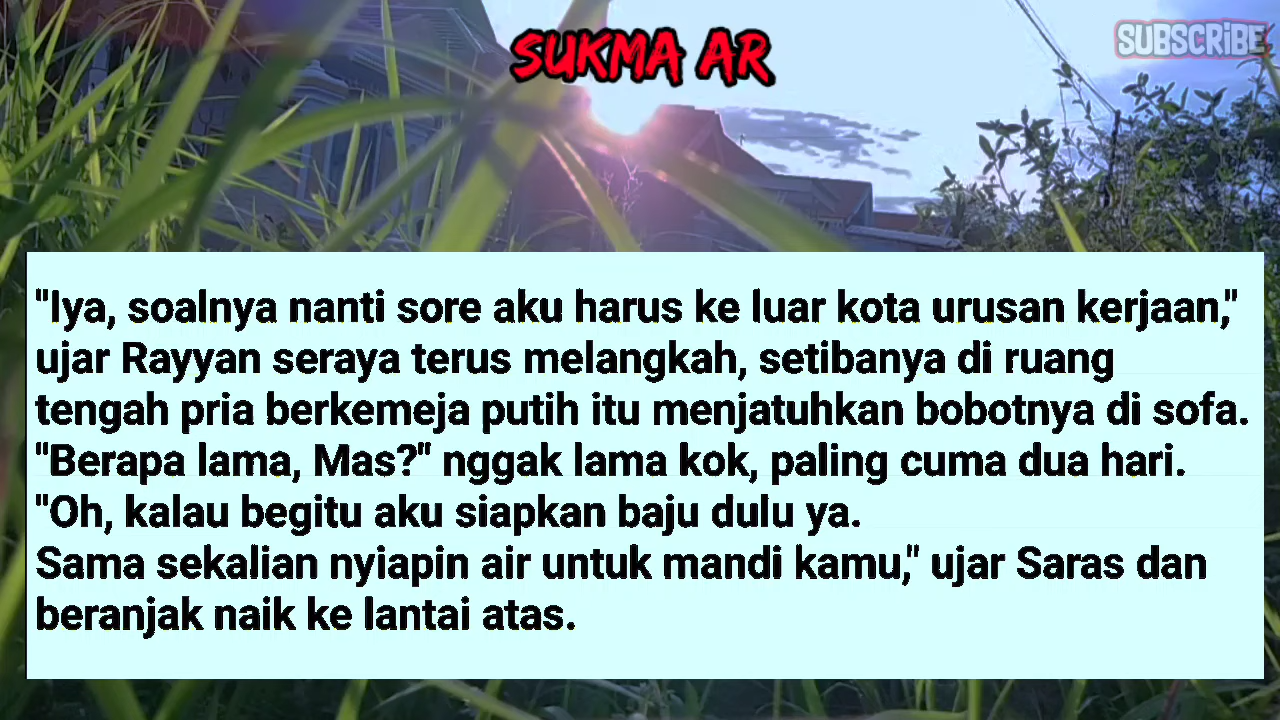 SUKMA AR
SUBSCRiBE
"Iya, soalnya nanti sore aku harus ke luar kota urusan kerjaan,"
ujar Rayyan seraya terus melangkah, setibanya di ruang
tengah pria berkemeja putih itu menjatuhkan bobotnya di sofa.
"Berapa lama, Mas?" nggak lama kok, paling cuma dua hari.
"Oh, kalau begitu aku siapkan baju dulu ya.
Sama sekalian nyiapin air untuk mandi kamu," ujar Saras dan
beranjak naik ke lantai atas.